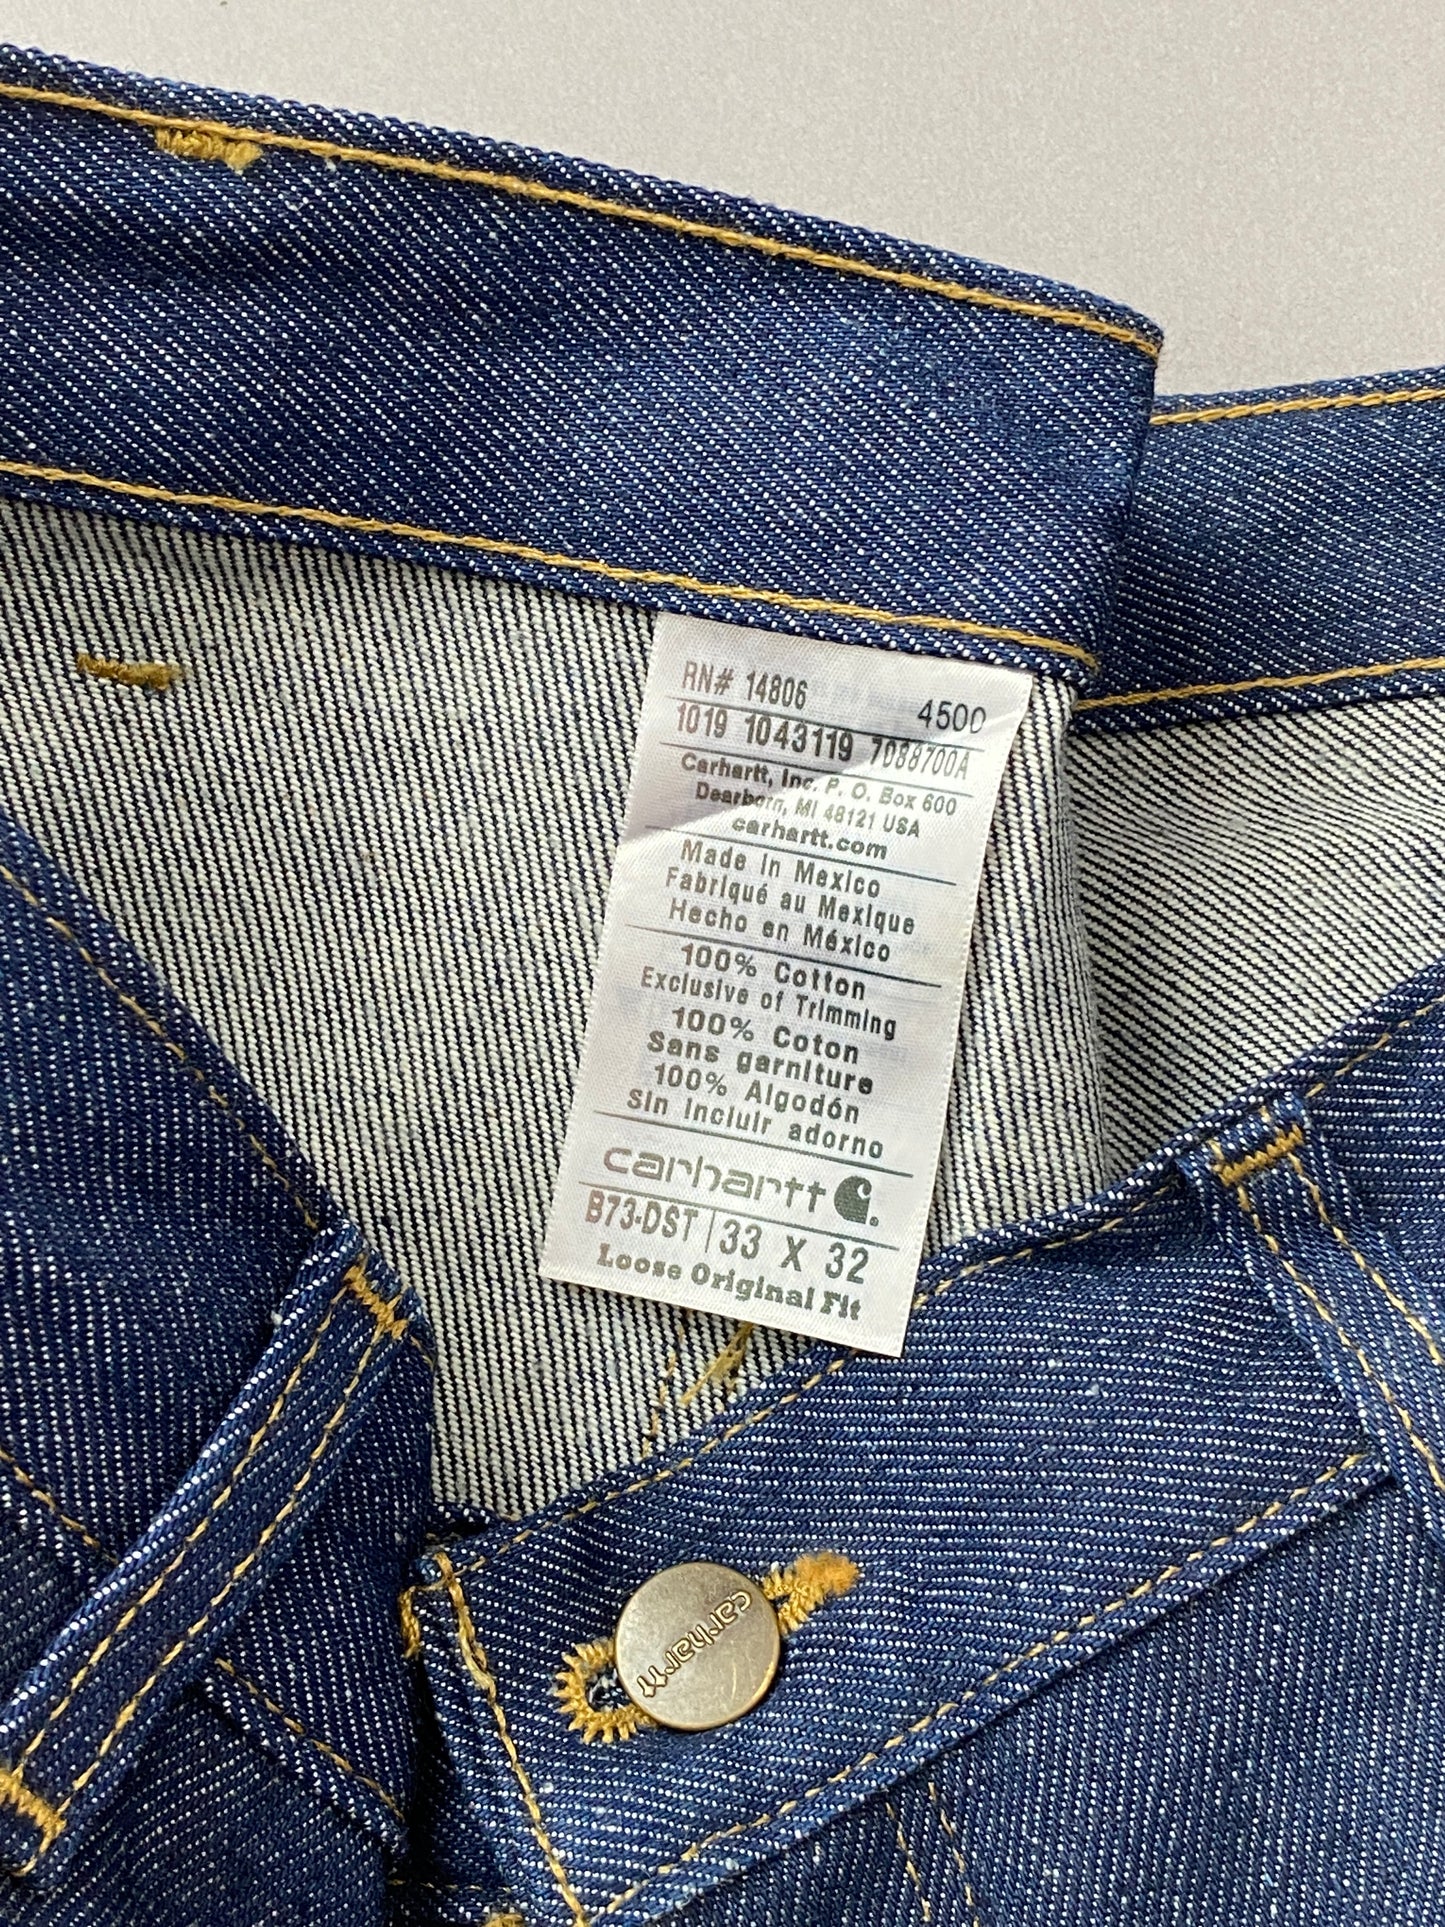 RN# 14806 4500
1019 1043119 7088700A
Carhartt, Inc. P. O. Box 600
Dearborn, MI 48121 USA
carhartt.com
Made in Mexico
Fabriqué au Mexique
Hecho en México
100% Cotton
Exclusive of Trimming
100% Coton
Sans garniture
100% Algodón
Sin incluir adorno
carhartt
B73-DST 33 X 32
Loose Original Fit
carhartt